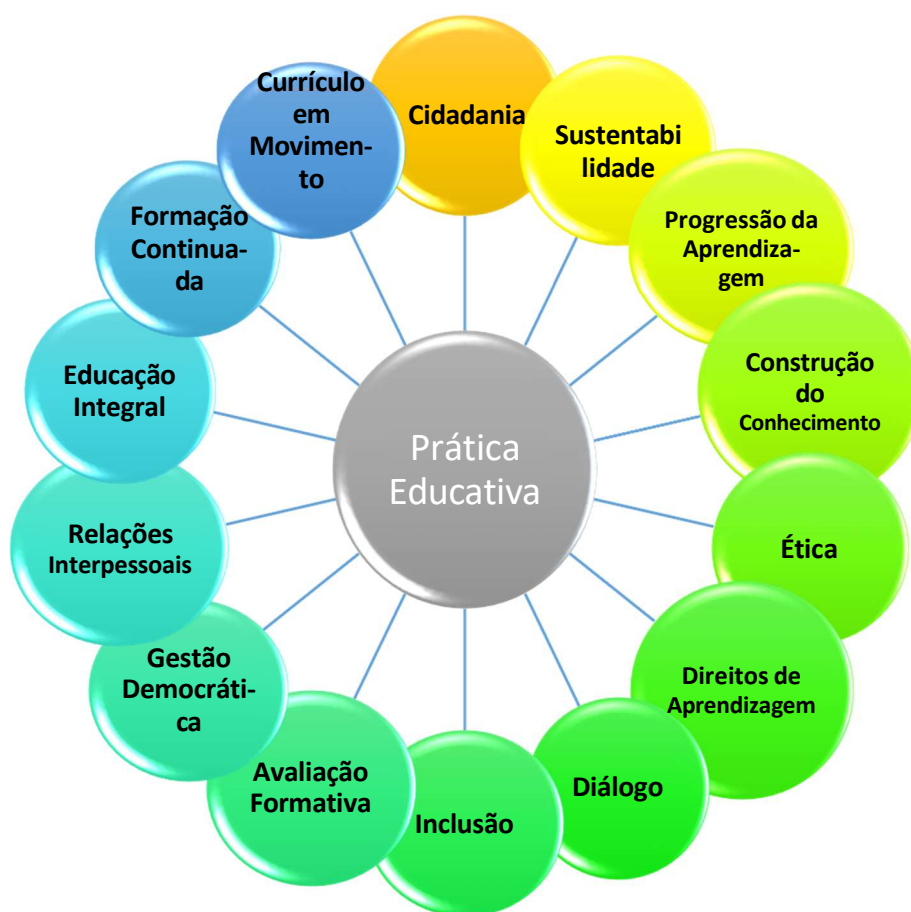 Currículo
em
Movimen-
to
Cidadania
Sustentabi
lidade
Progressão da
Aprendiza-
gem
Construção
do
Conhecimento
Ética
Direitos de
Aprendizagem
Diálogo
Inclusão
Avaliação
Formativa
Gestão
Democráti-
ca
Relações
Interpessoais
Educação
Integral
Formação
Continua-
da
Prática
Educativa